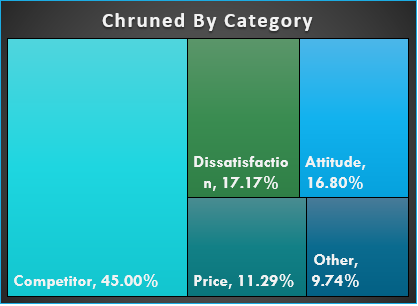 Chruned By Category
Dissatisfactio
n, 17.17%
Attitude,
16.80%
Competitor, 45.00%
Price, 11.29%
Other,
9.74%